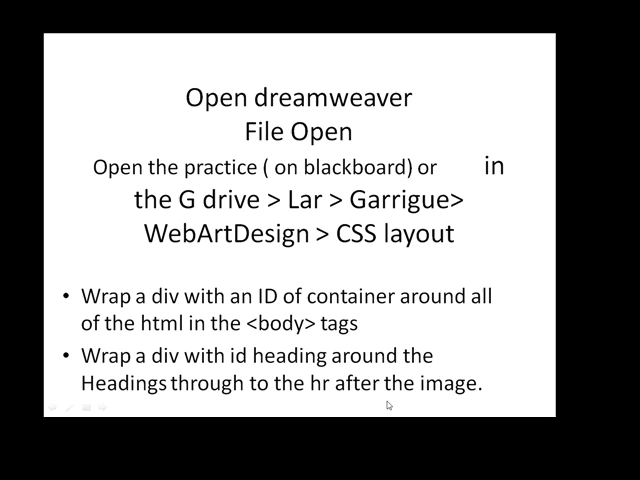 Open dreamweaver
File Open
Open the practice ( on blackboard) or in
the G drive > Lar > Garrigue>
WebArtDesign > CSS layout
• Wrap a div with an ID of container around all
of the html in the <body> tags
• Wrap a div with id heading around the
Headings through to the hr after the image.